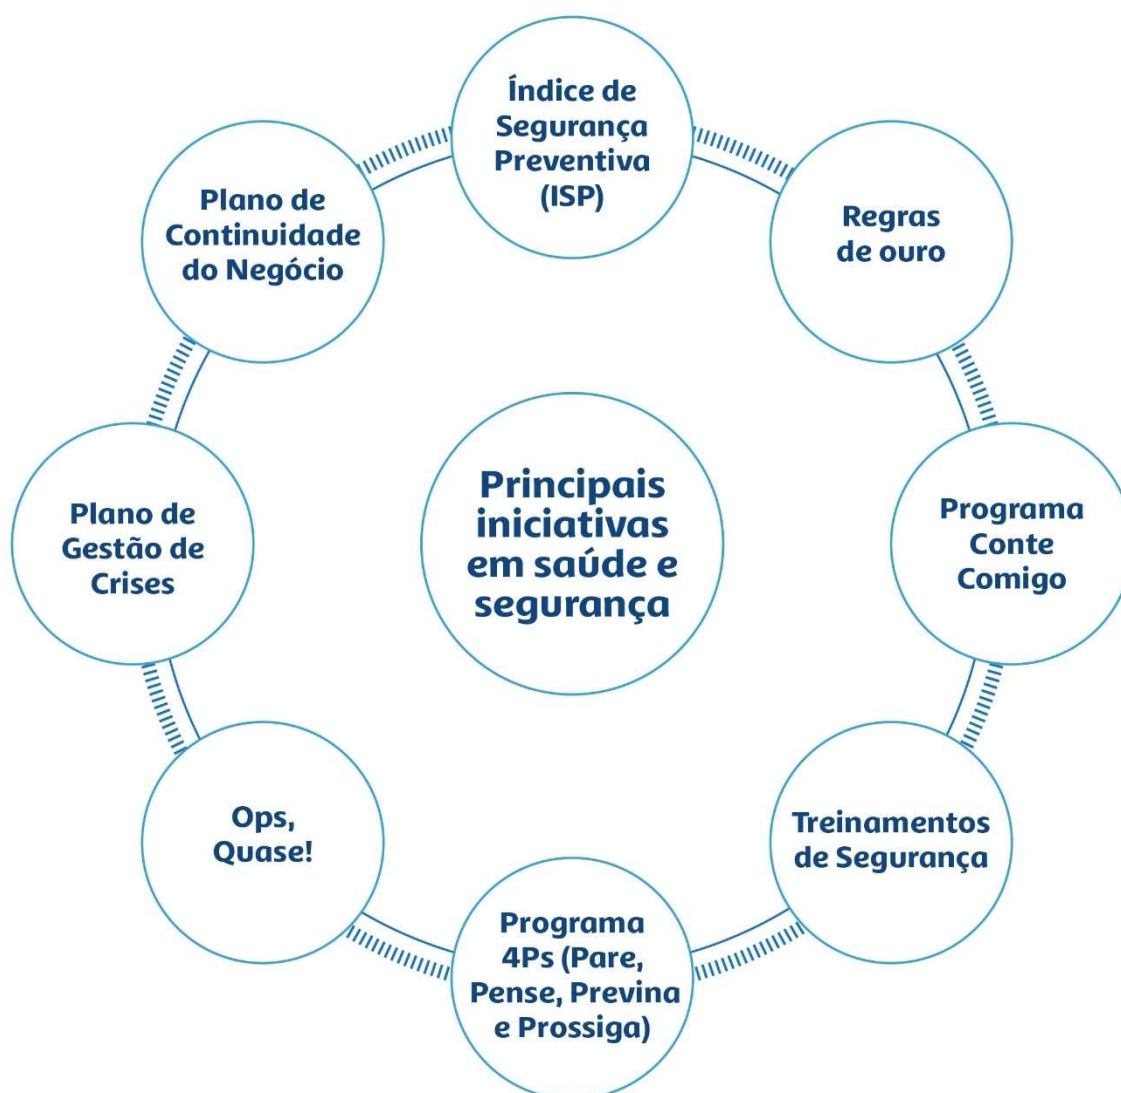 Índice de
Segurança
Preventiva
(ISP)
Regras
de ouro
Programa
Conte
Comigo
Treinamentos
de Segurança
Programa
4Ps (Pare,
Pense, Previna
e Prossiga)
Ops,
Quase!
Plano de
Gestão de
Crises
Plano de
Continuidade
do Negócio
Principais
iniciativas
em saúde e
segurança